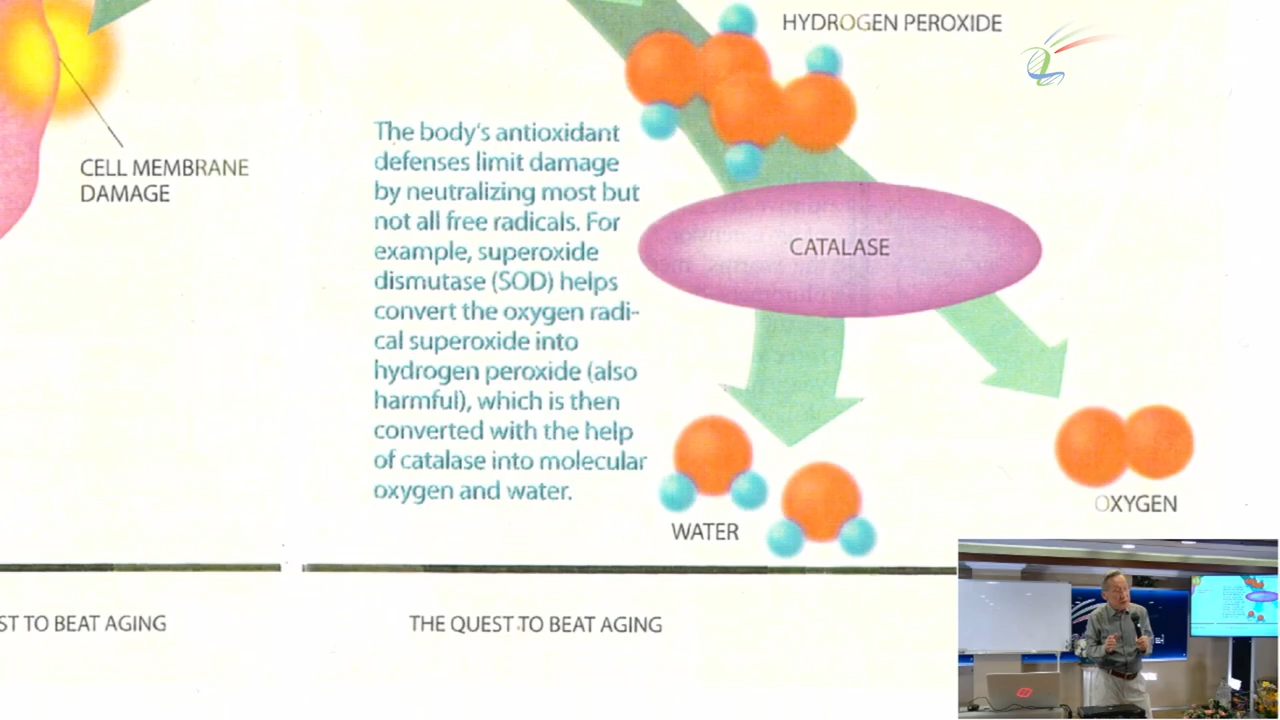 HYDROGEN PEROXIDE
CELL MEMBRANE
DAMAGE
The body's antioxidant
defenses limit damage
by neutralizing most but
not all free radicals. For
example, superoxide
dismutase (SOD) helps
convert the oxygen radi-
cal superoxide into
hydrogen peroxide (also
harmful), which is then
converted with the help
of catalase into molecular
oxygen and water.
CATALASE
WATER
OXYGEN
ST TO BEAT AGING
THE QUEST TO BEAT AGING